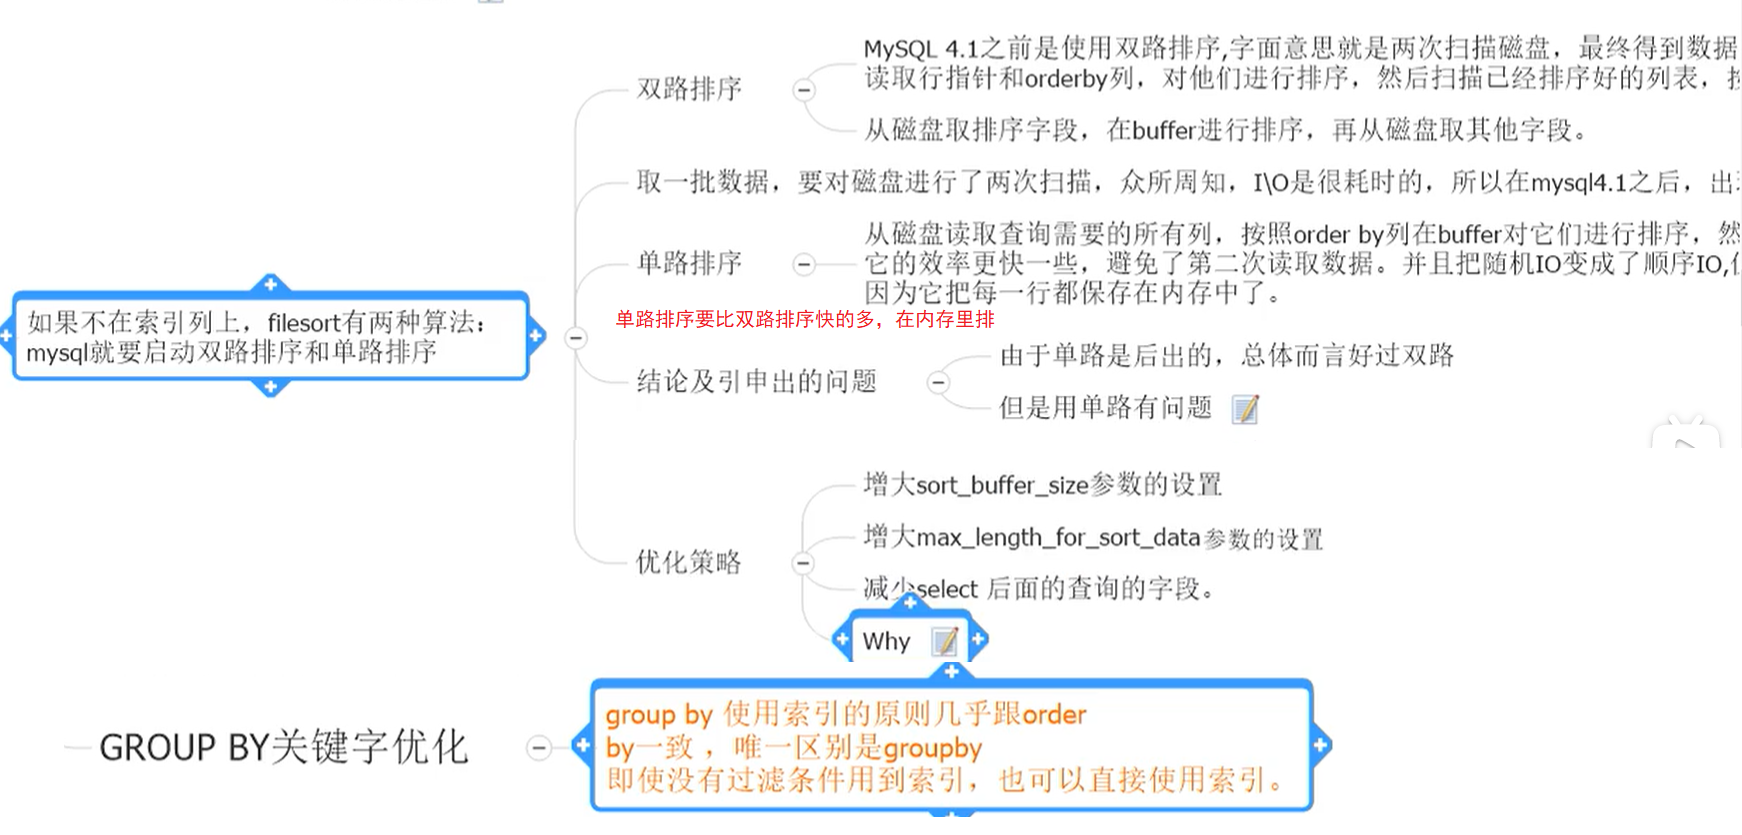 双路排序
MySQL 4.1之前是使用双路排序,字面意思就是两次扫描磁盘，最终得到数据
读取行指针和orderby列，对他们进行排序，然后扫描已经排序好的列表，
从磁盘取排序字段，在buffer进行排序，再从磁盘取其他字段。
取一批数据，要对磁盘进行了两次扫描，众所周知，I\O是很耗时的，所以在mysql4.1之后，出
单路排序
从磁盘读取查询需要的所有列，按照order by列在buffer对它们进行排序，然
它的效率更快一些，避免了第二次读取数据。并且把随机IO变成了顺序IO,
因为它把每一行都保存在内存中了。
如果不在索引列上，filesort有两种算法：
mysql就要启动双路排序和单路排序
单路排序要比双路排序快的多，在内存里排
结论及引申出的问题
由于单路是后出的，总体而言好过双路
但是用单路有问题
优化策略
增大sort_buffer_size参数的设置
增大max_length_for_sort_data参数的设置
减少select 后面的查询的字段。
Why
GROUP BY关键字优化
group by 使用索引的原则几乎跟order
by一致 ，唯一区别是groupby
即使没有过滤条件用到索引，也可以直接使用索引。